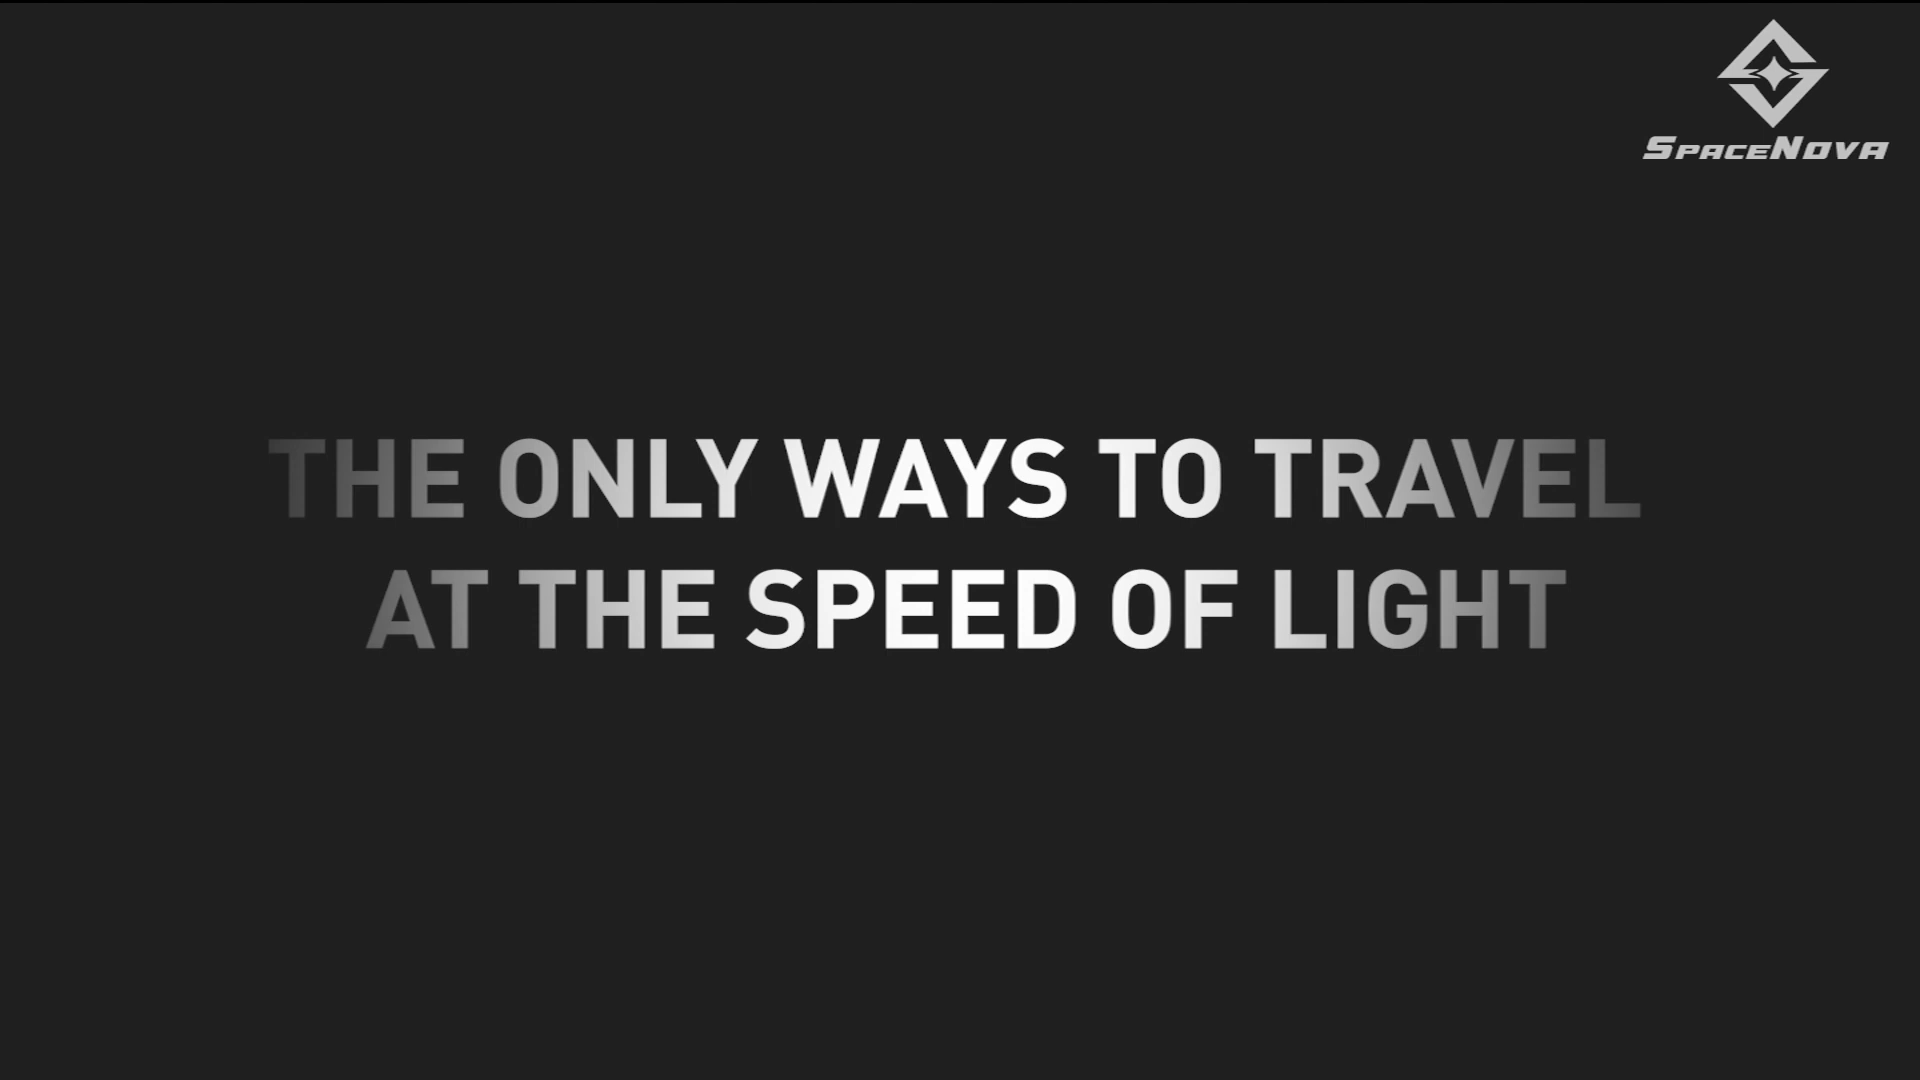 SPACENOVA
THE ONLY WAYS TO TRAVEL
AT THE SPEED OF LIGHT